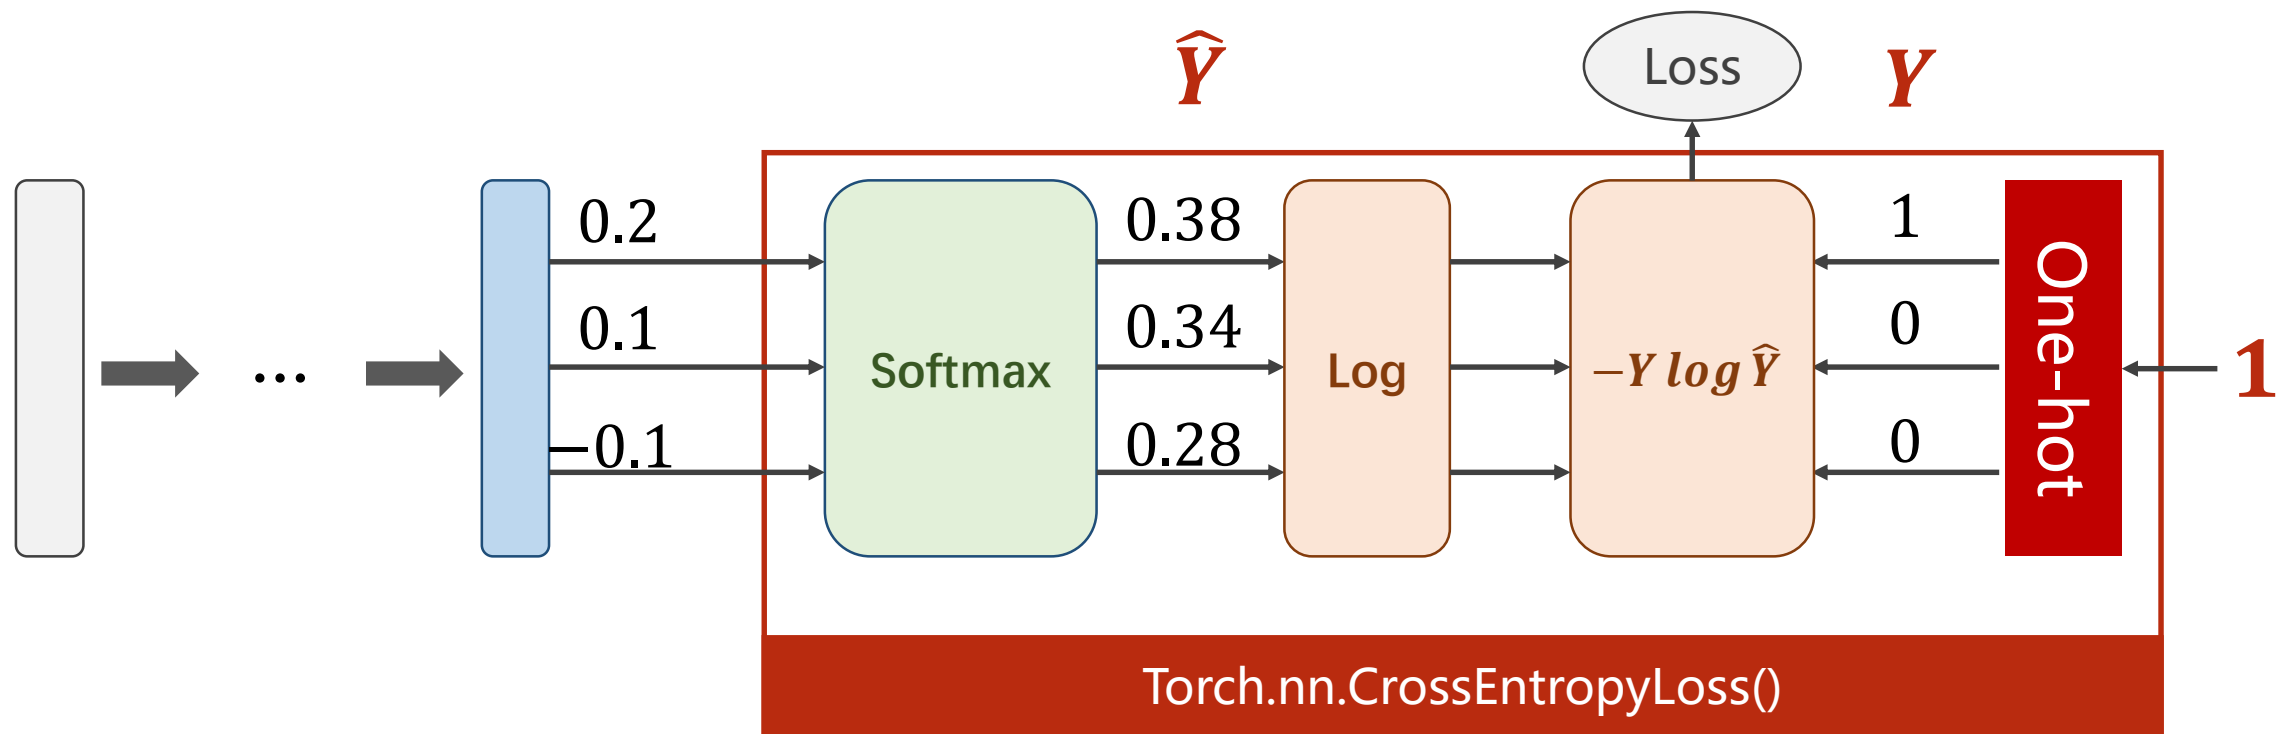 Ŷ
Loss
Y
0.2
0.38
1
0.1
0.34
0
...
Softmax
Log
−Y log Ŷ
One-hot
1
−0.1
0.28
0
Torch.nn.CrossEntropyLoss()